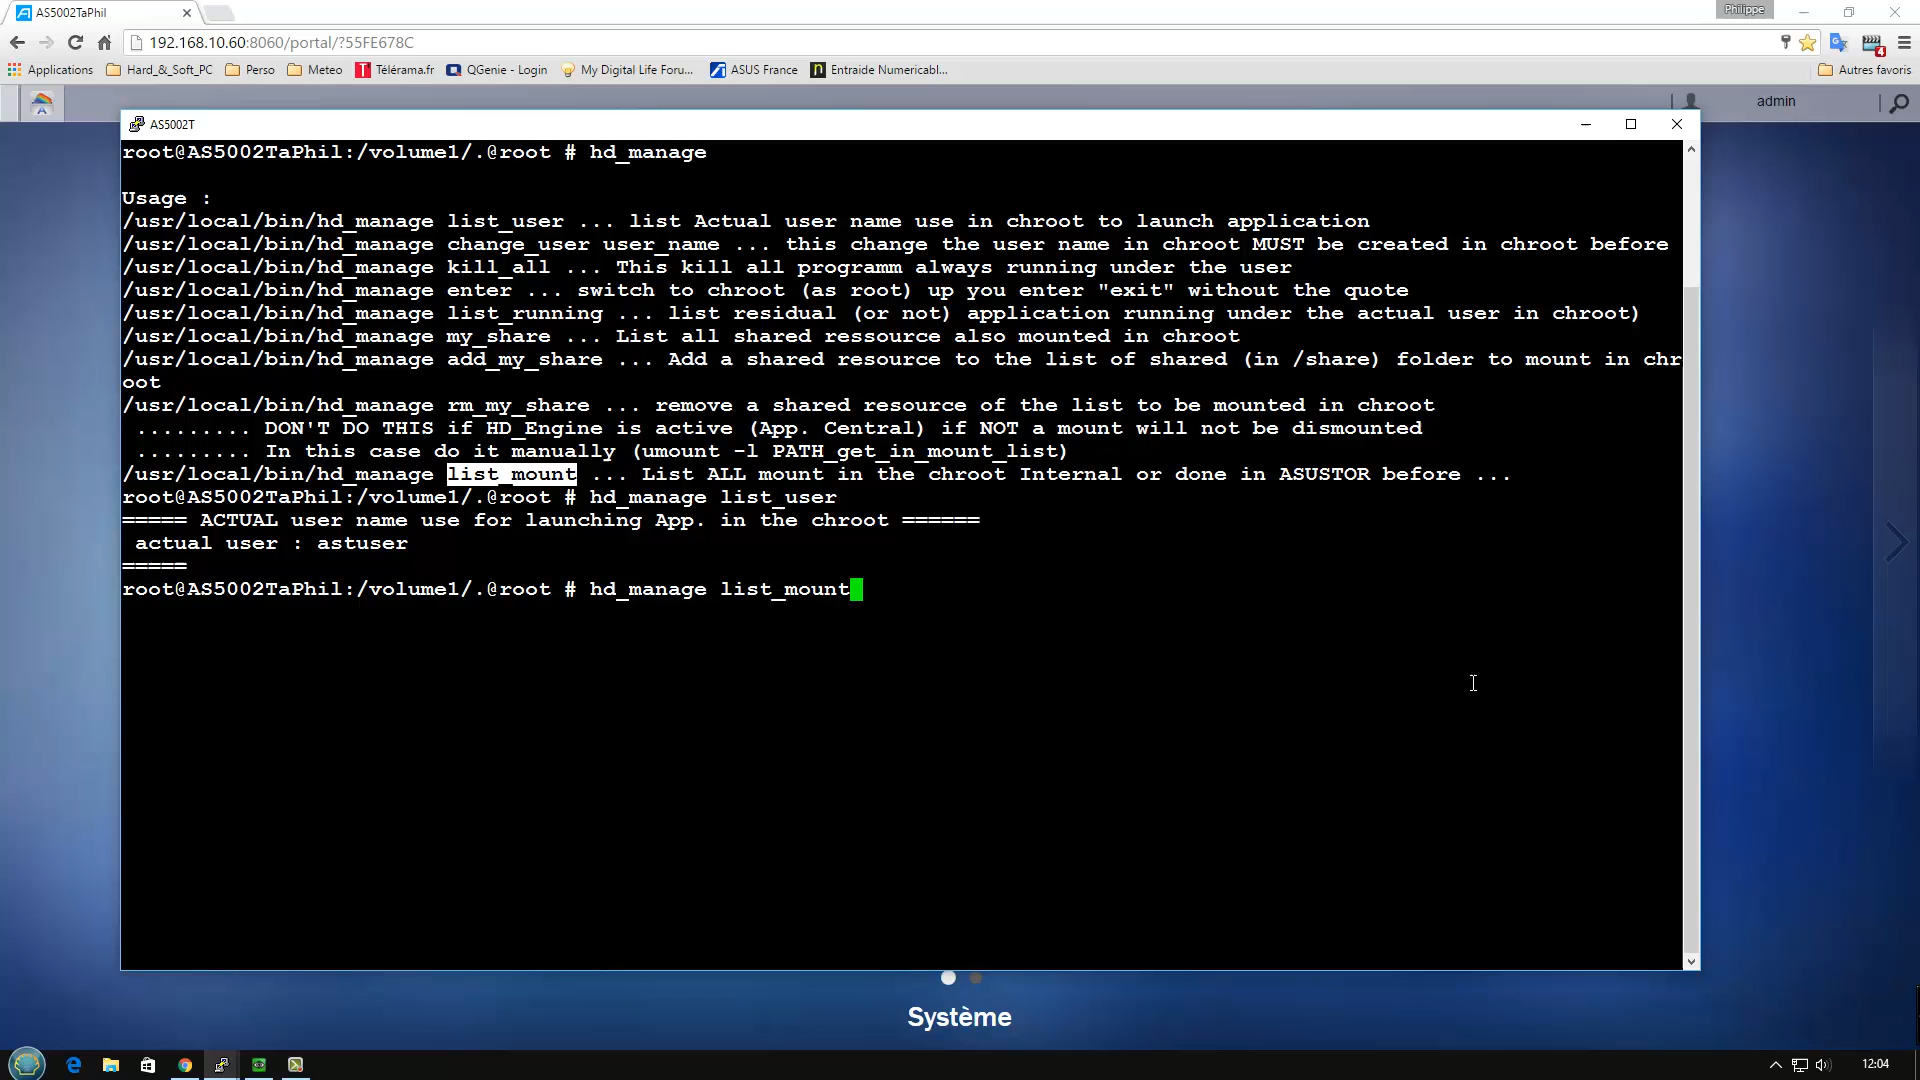 AS5002TaPhil
Philippe
192.168.10.60:8060/portal/?55FE678C
4
Applications Hard_&_Soft_PC Perso Meteo Télérama.fr QGenie - Login My Digital Life Foru... ASUS France Entraide Numericabl... Autres favoris
admin
AS5002T
root@AS5002TaPhil:/volume1/.@root # hd_manage
Usage :
/usr/local/bin/hd_manage list_user ... list Actual user name use in chroot to launch application
/usr/local/bin/hd_manage change_user user_name ... this change the user name in chroot MUST be created in chroot before
/usr/local/bin/hd_manage kill_all ... This kill all programm always running under the user
/usr/local/bin/hd_manage enter ... switch to chroot (as root) up you enter "exit" without the quote
/usr/local/bin/hd_manage list_running ... list residual (or not) application running under the actual user in chroot)
/usr/local/bin/hd_manage my_share ... List all shared ressource also mounted in chroot
/usr/local/bin/hd_manage add_my_share ... Add a shared resource to the list of shared (in /share) folder to mount in chr
oot
/usr/local/bin/hd_manage rm_my_share ... remove a shared resource of the list to be mounted in chroot
......... DON'T DO THIS if HD_Engine is active (App. Central) if NOT a mount will not be dismounted
......... In this case do it manually (umount -l PATH_get_in_mount_list)
/usr/local/bin/hd_manage list_mount ... List ALL mount in the chroot Internal or done in ASUSTOR before ...
root@AS5002TaPhil:/volume1/.@root # hd_manage list_user
===== ACTUAL user name use for launching App. in the chroot ======
actual user : astuser
=====
root@AS5002TaPhil:/volume1/.@root # hd_manage list_mount
Système
12:04